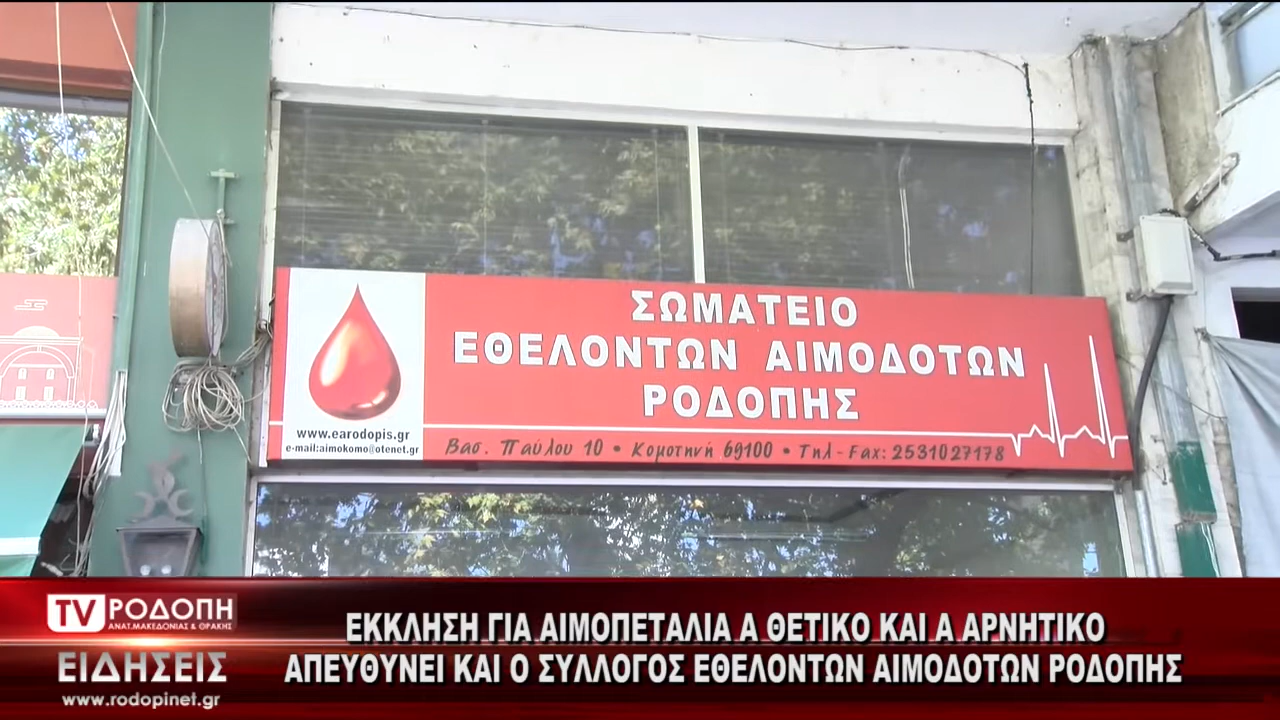 ΣΩΜΑΤΕΙΟ
ΕΘΕΛΟΝΤΩΝ ΑΙΜΟΔΟΤΩΝ
ΡΟΔΟΠΗΣ
www.earodopis.gr
e-mail:aimokomo@otenet.gr
Βασ. Παύλου 10 • Κομοτηνή 69100 • Τηλ - Fax: 2531027178
TV ΡΟΔΟΠΗ
ΑΝΑΤ.ΜΑΚΕΔΟΝΙΑΣ & ΘΡΑΚΗΣ
ΕΙΔΗΣΕΙΣ
www.rodopinet.gr
ΕΚΚΛΗΣΗ ΓΙΑ ΑΙΜΟΠΕΤΑΛΙΑ Α ΘΕΤΙΚΟ ΚΑΙ Α ΑΡΝΗΤΙΚΟ
ΑΠΕΥΘΥΝΕΙ ΚΑΙ Ο ΣΥΛΛΟΓΟΣ ΕΘΕΛΟΝΤΩΝ ΑΙΜΟΔΟΤΩΝ ΡΟΔΟΠΗΣ